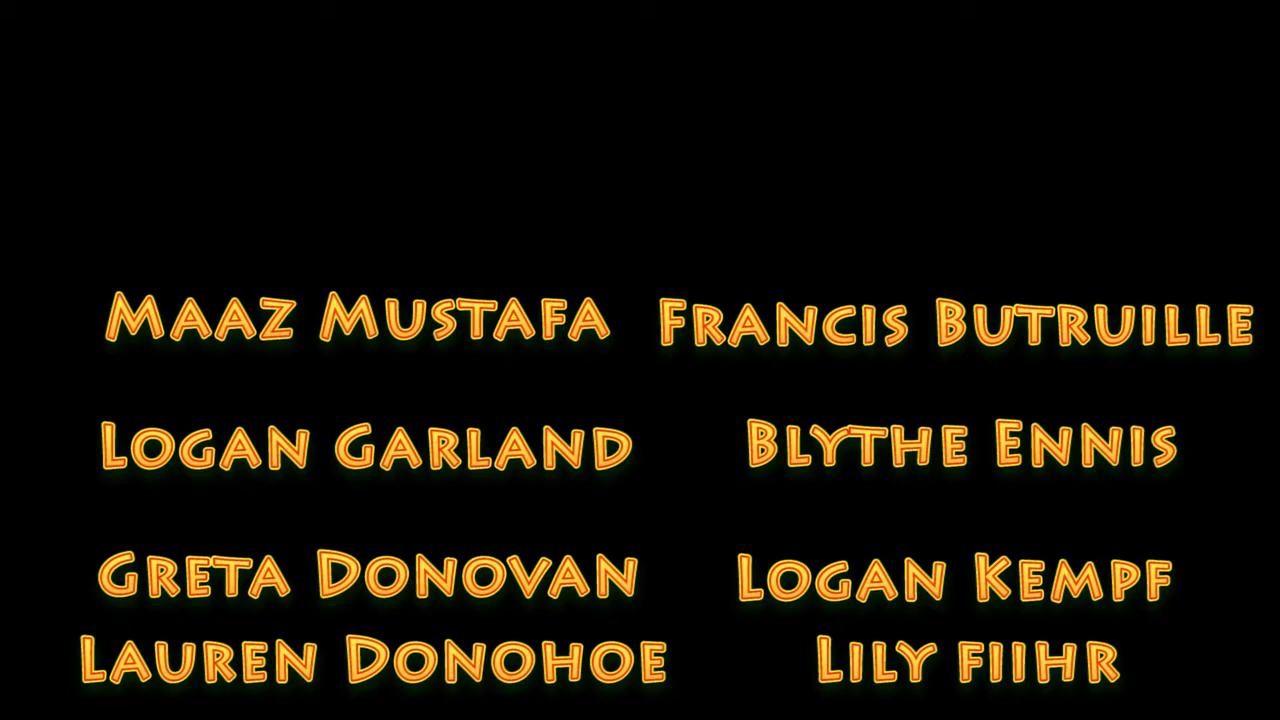 Maaz Mustafa Francis Butruille
Logan Garland Blythe Ennis
Greta Donovan Logan Kempf
Lauren Donohoe Lily fiihr